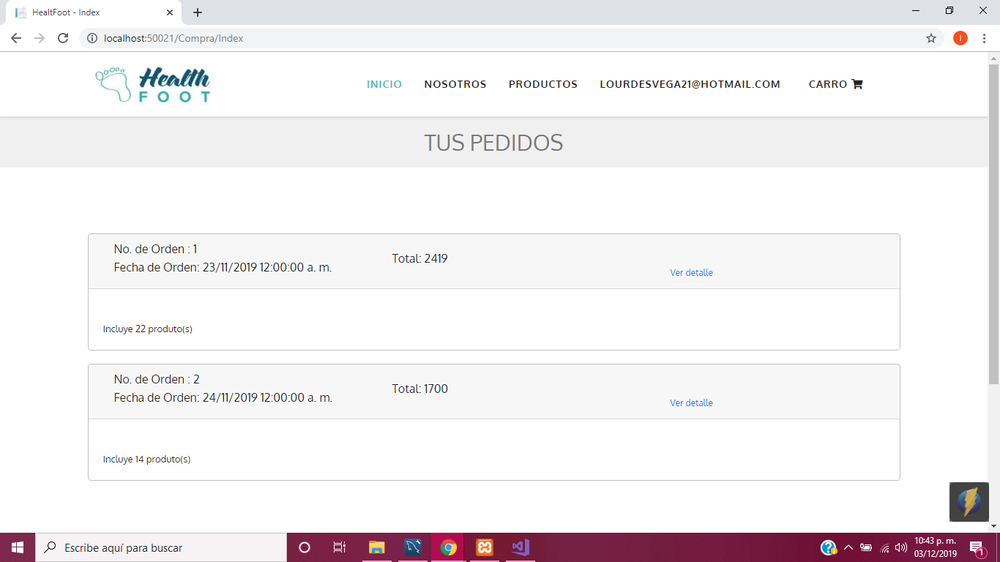 HealtFoot - Index
localhost:50021/Compra/Index
I
Health
FOOT
INICIO
NOSOTROS
PRODUCTOS
LOURDESVEGA21@HOTMAIL.COM
CARRO
TUS PEDIDOS
No. de Orden : 1
Fecha de Orden: 23/11/2019 12:00:00 a. m.
Total: 2419
Ver detalle
Incluye 22 produto(s)
No. de Orden : 2
Fecha de Orden: 24/11/2019 12:00:00 a. m.
Total: 1700
Ver detalle
Incluye 14 produto(s)
Escribe aquí para buscar
10:43 p. m.
03/12/2019
1